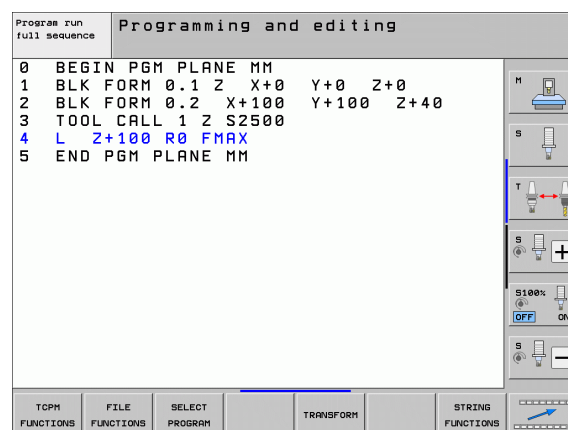 Program run
full sequence
Programming and editing
0 BEGIN PGM PLANE MM
1 BLK FORM 0.1 Z X+0 Y+0 Z+0
2 BLK FORM 0.2 X+100 Y+100 Z+40
3 TOOL CALL 1 Z S2500
4 L Z+100 R0 FMAX
5 END PGM PLANE MM
M
S
T
S
+
S100%
OFF ON
S
−
TCPM
FUNCTIONS
FILE
FUNCTIONS
SELECT
PROGRAM
TRANSFORM
STRING
FUNCTIONS